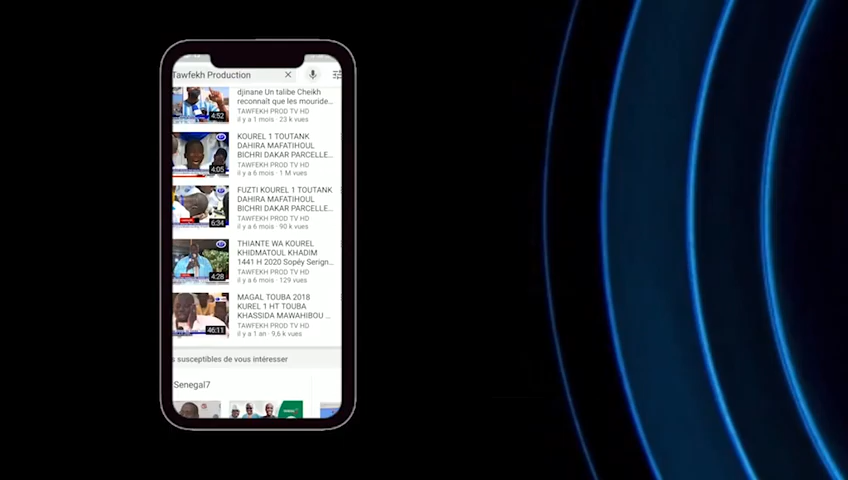 Tawfekh Production
djinane Un talibe Cheikh
reconnaît que les mouride...
TAWFEKH PROD TV HD
il y a 1 mois · 23 k vues
4:52
KOUREL 1 TOUTANK
DAHIRA MAFATIHOUL
BICHRI DAKAR PARCELLE...
TAWFEKH PROD TV HD
il y a 6 mois · 1 M vues
4:05
FUZTI KOUREL 1 TOUTANK
DAHIRA MAFATIHOUL
BICHRI DAKAR PARCELLE...
TAWFEKH PROD TV HD
il y a 6 mois · 90 k vues
6:34
THIANTE WA KOUREL
KHIDMATOUL KHADIM
1441 H 2020 Sopéy Serign...
TAWFEKH PROD TV HD
il y a 6 mois · 129 vues
4:28
MAGAL TOUBA 2018
KUREL 1 HT TOUBA
KHASSIDA MAWAHIBOU ...
TAWFEKH PROD TV HD
il y a 1 an · 9,6 k vues
46:11
s susceptibles de vous intéresser
Senegal7